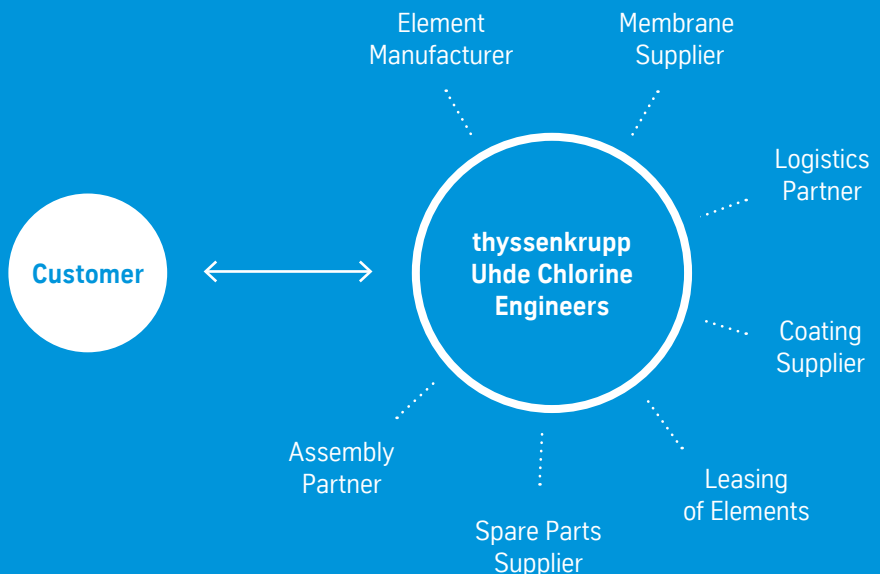 Element
Manufacturer
Membrane
Supplier
Logistics
Partner
thyssenkrupp
Uhde Chlorine
Engineers
Customer
Coating
Supplier
Assembly
Partner
Leasing
of Elements
Spare Parts
Supplier